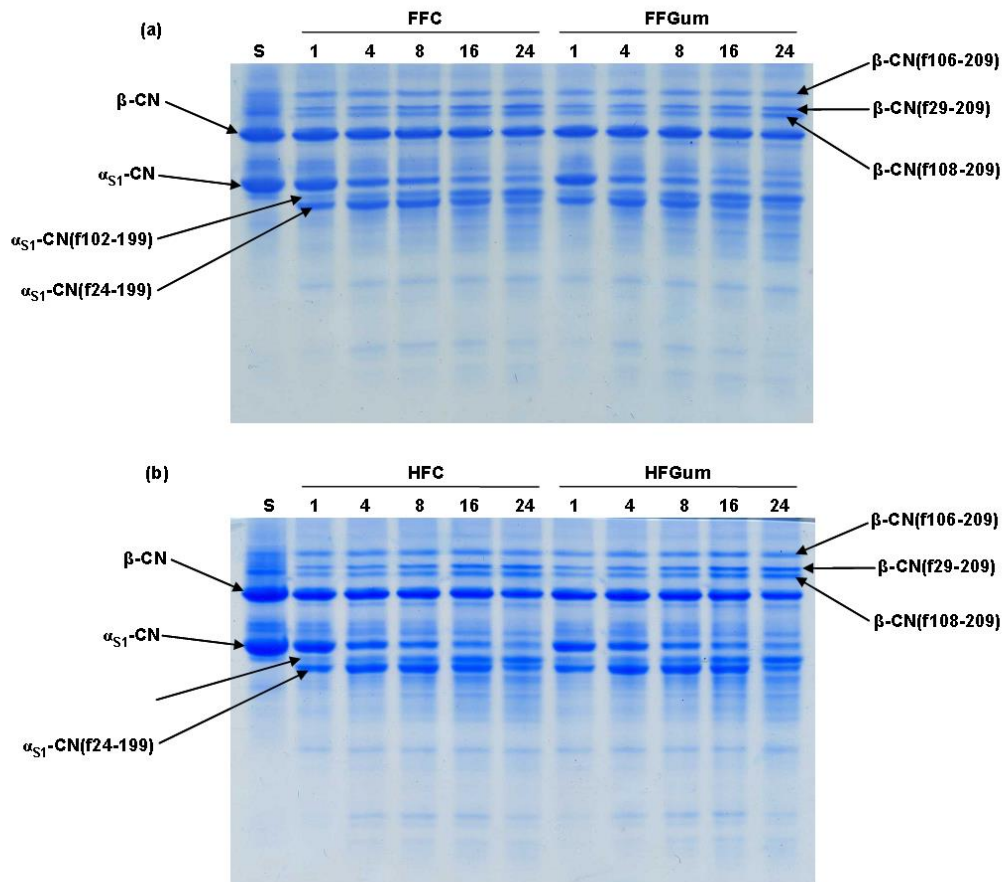 FFC FFGum
(a)
S 1 4 8 16 24 1 4 8 16 24
β-CN(f106-209)
β-CN
β-CN(f29-209)
β-CN(f108-209)
αS1-CN
αS1-CN(f102-199)
αS1-CN(f24-199)
HFC HFGum
(b)
S 1 4 8 16 24 1 4 8 16 24
β-CN(f106-209)
β-CN
β-CN(f29-209)
β-CN(f108-209)
αS1-CN
αS1-CN(f24-199)